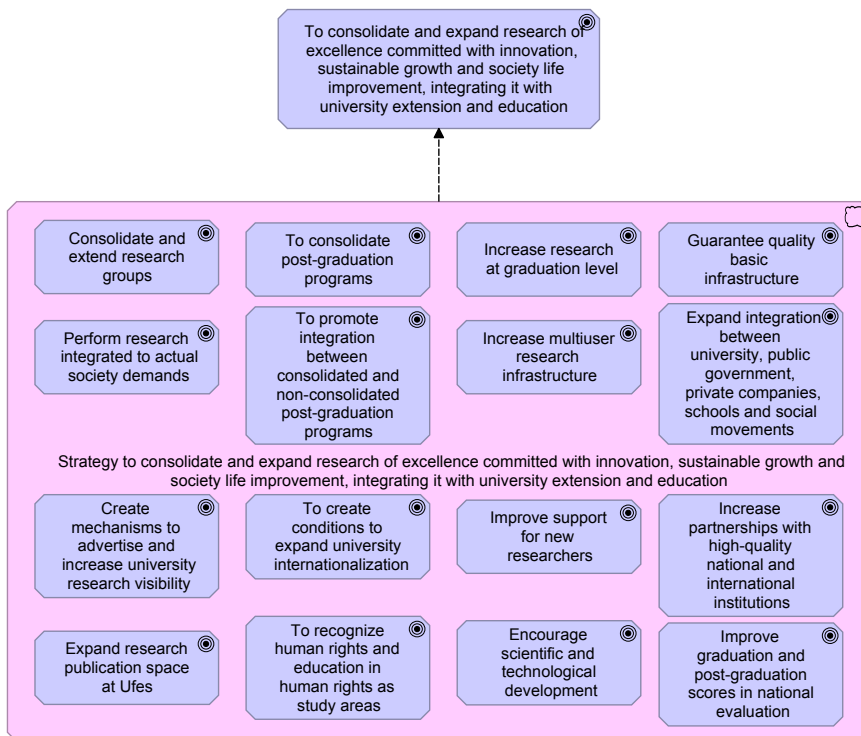 To consolidate and expand research of
excellence committed with innovation,
sustainable growth and society life
improvement, integrating it with
university extension and education
Consolidate and
extend research
groups
To consolidate
post-graduation
programs
Increase research
at graduation level
Guarantee quality
basic
infrastructure
Perform research
integrated to actual
society demands
To promote
integration
between
consolidated and
non-consolidated
post-graduation
programs
Increase multiuser
research
infrastructure
Expand integration
between
university, public
government,
private companies,
schools and social
movements
Strategy to consolidate and expand research of excellence committed with innovation, sustainable growth and
society life improvement, integrating it with university extension and education
Create
mechanisms to
advertise and
increase university
research visibility
To create
conditions to
expand university
internationalization
Improve support
for new
researchers
Increase
partnerships with
high-quality
national and
international
institutions
Expand research
publication space
at Ufes
To recognize
human rights and
education in
human rights as
study areas
Encourage
scientific and
technological
development
Improve
graduation and
post-graduation
scores in national
evaluation